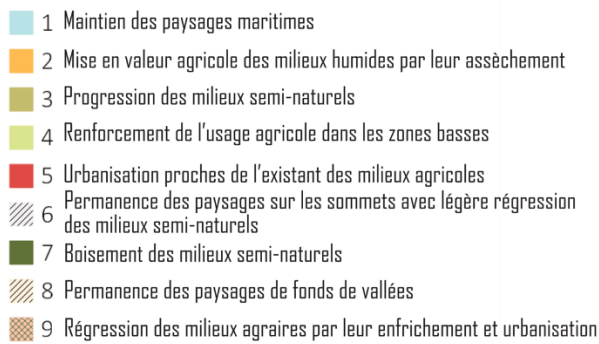 1 Maintien des paysages maritimes
2 Mise en valeur agricole des milieux humides par leur assèchement
3 Progression des milieux semi-naturels
4 Renforcement de l'usage agricole dans les zones basses
5 Urbanisation proches de l'existant des milieux agricoles
6 Permanence des paysages sur les sommets avec légère régression
des milieux semi-naturels
7 Boisement des milieux semi-naturels
8 Permanence des paysages de fonds de vallées
9 Régression des milieux agraires par leur enfrichement et urbanisation